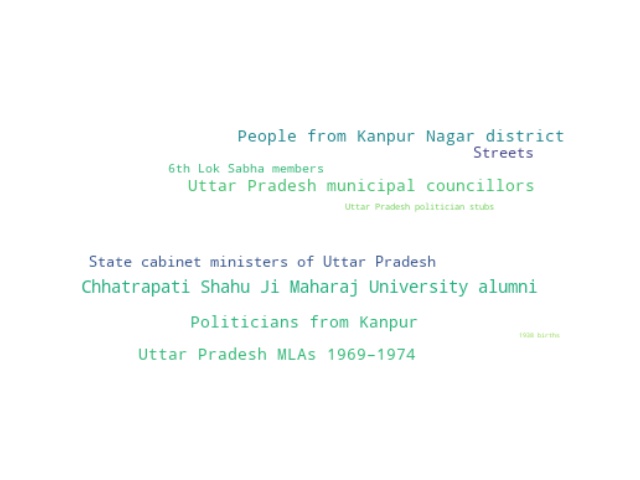 People from Kanpur Nagar district
Streets
6th Lok Sabha members
Uttar Pradesh municipal councillors
Uttar Pradesh politician stubs
State cabinet ministers of Uttar Pradesh
Chhatrapati Shahu Ji Maharaj University alumni
Politicians from Kanpur
births
Uttar Pradesh MLAs 1969–1974